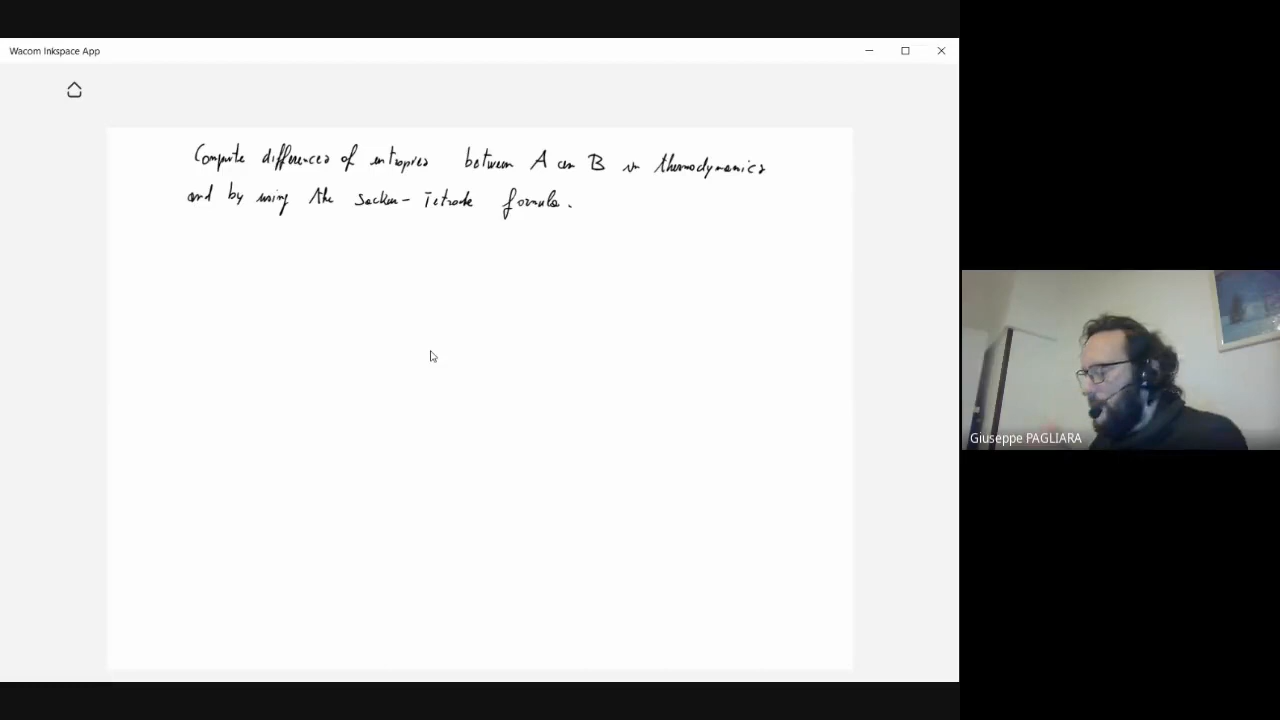 Wacom Inkspace App
Compute differences of entropies between A an B in thermodynamics
and by using the Sackur-Tetrode formula.
Giuseppe PAGLIARA